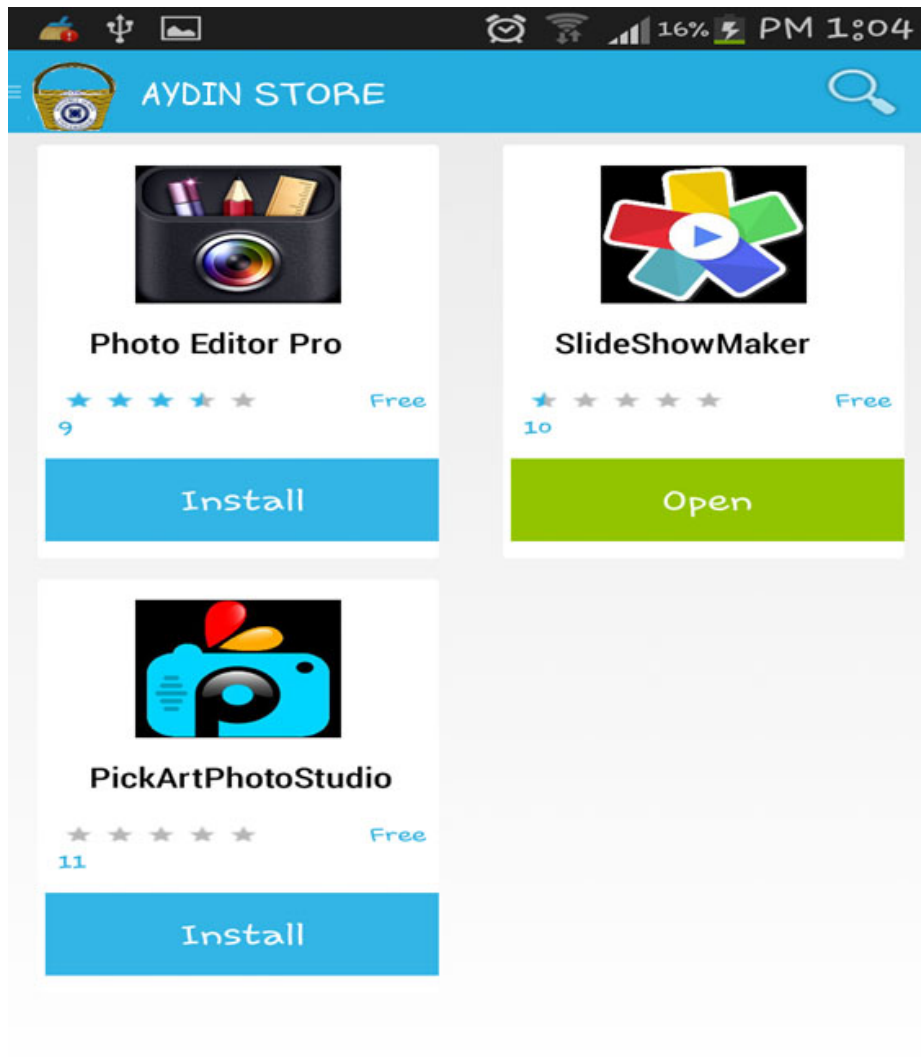 16% PM 1:04
AYDIN STORE
Photo Editor Pro
Free
9
Install
SlideShowMaker
Free
10
Open
PickArtPhotoStudio
Free
11
Install